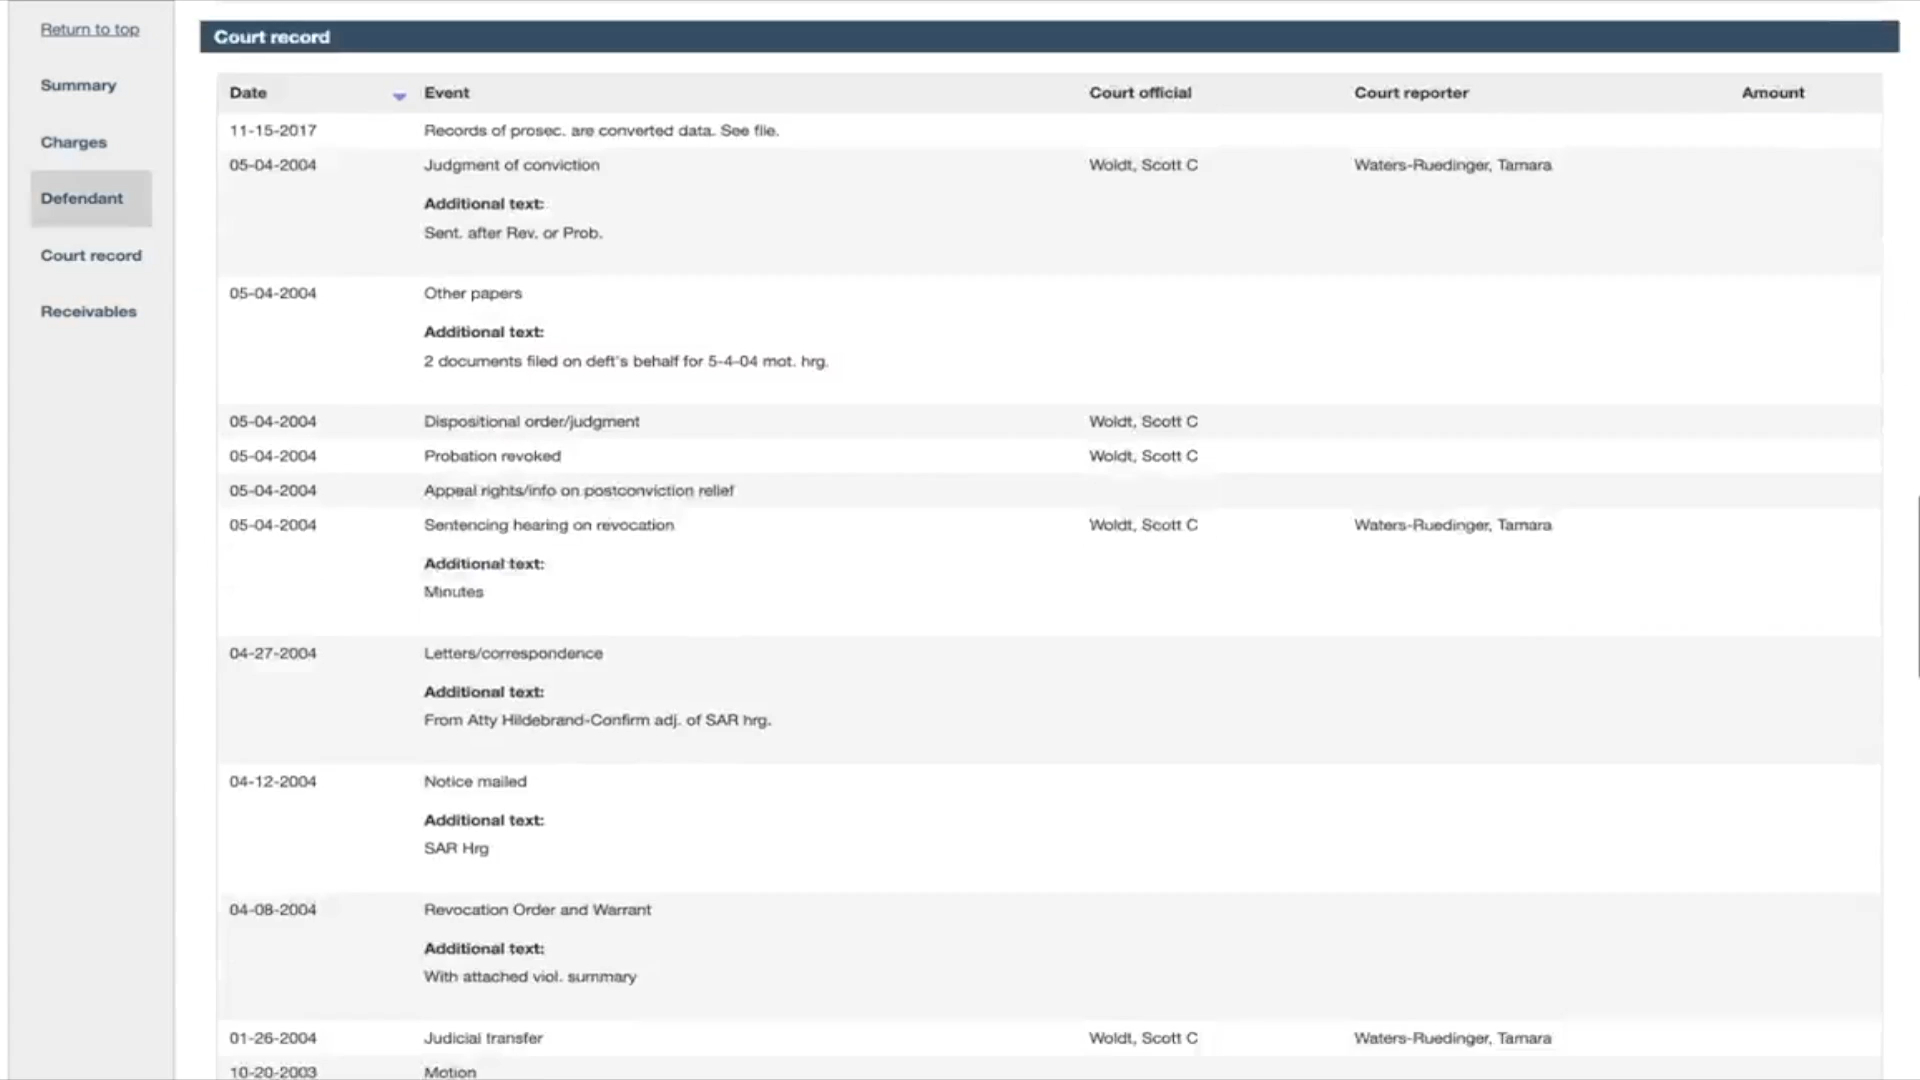 Return to top
Summary
Charges
Defendant
Court record
Receivables
Court record
Date Event Court official Court reporter Amount
11-15-2017 Records of prosec. are converted data. See file.
05-04-2004 Judgment of conviction Woldt, Scott C Waters-Ruedinger, Tamara
Additional text:
Sent. after Rev. or Prob.
05-04-2004 Other papers
Additional text:
2 documents filed on deft's behalf for 5-4-04 mot. hrg.
05-04-2004 Dispositional order/judgment Woldt, Scott C
05-04-2004 Probation revoked Woldt, Scott C
05-04-2004 Appeal rights/info on postconviction relief
05-04-2004 Sentencing hearing on revocation Woldt, Scott C Waters-Ruedinger, Tamara
Additional text:
Minutes
04-27-2004 Letters/correspondence
Additional text:
From Atty Hildebrand-Confirm adj. of SAR hrg.
04-12-2004 Notice mailed
Additional text:
SAR Hrg
04-08-2004 Revocation Order and Warrant
Additional text:
With attached viol. summary
01-26-2004 Judicial transfer Woldt, Scott C Waters-Ruedinger, Tamara
10-20-2003 Motion